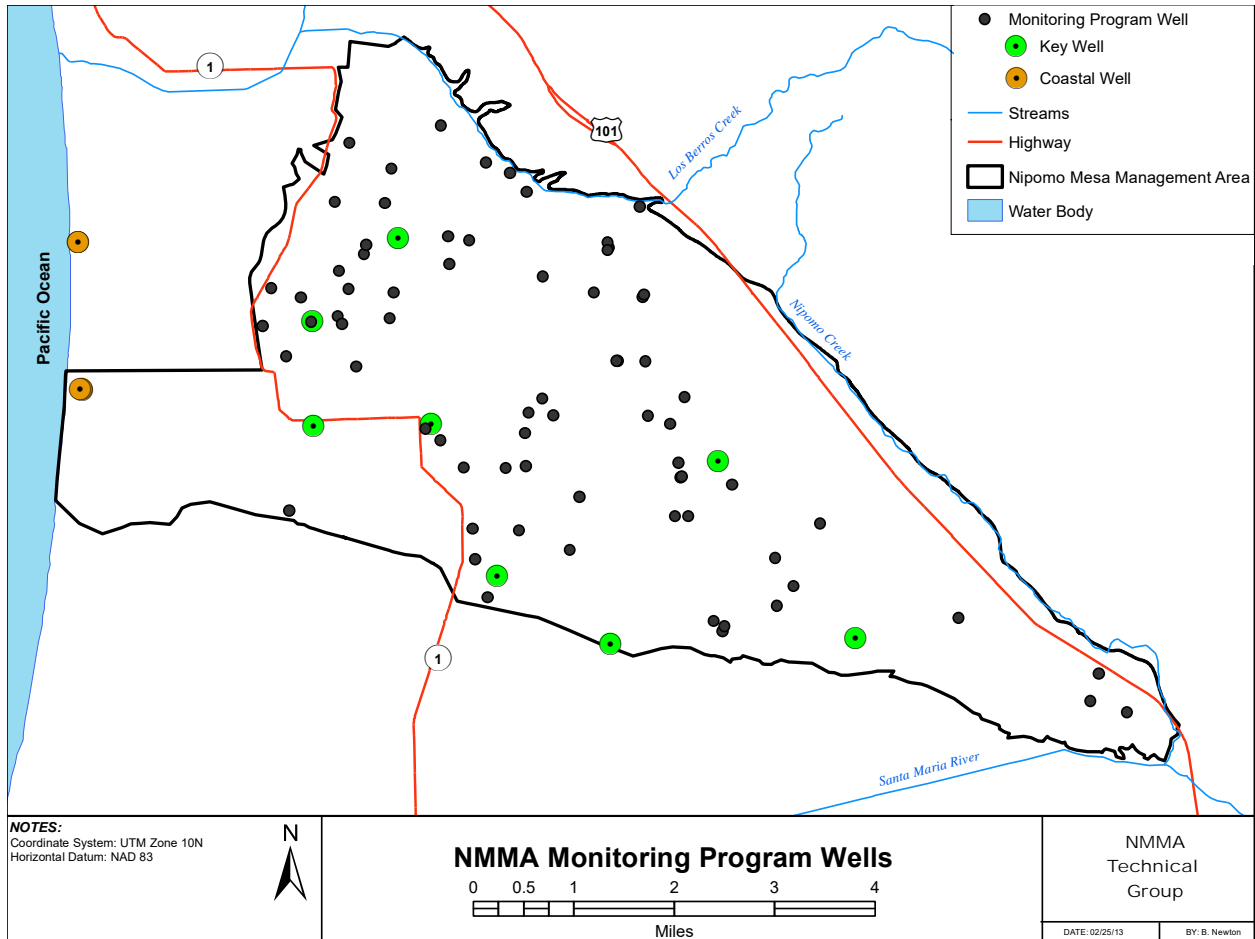 Monitoring Program Well
Key Well
Coastal Well
Streams
Highway
Nipomo Mesa Management Area
Water Body
1
101
Los Berros Creek
Pacific Ocean
Nipomo Creek
1
Santa Maria River
NOTES:
Coordinate System: UTM Zone 10N
Horizontal Datum: NAD 83
N
NMMA Monitoring Program Wells
0 0.5 1 2 3 4
Miles
NMMA
Technical
Group
DATE: 02/25/13
BY: B. Newton